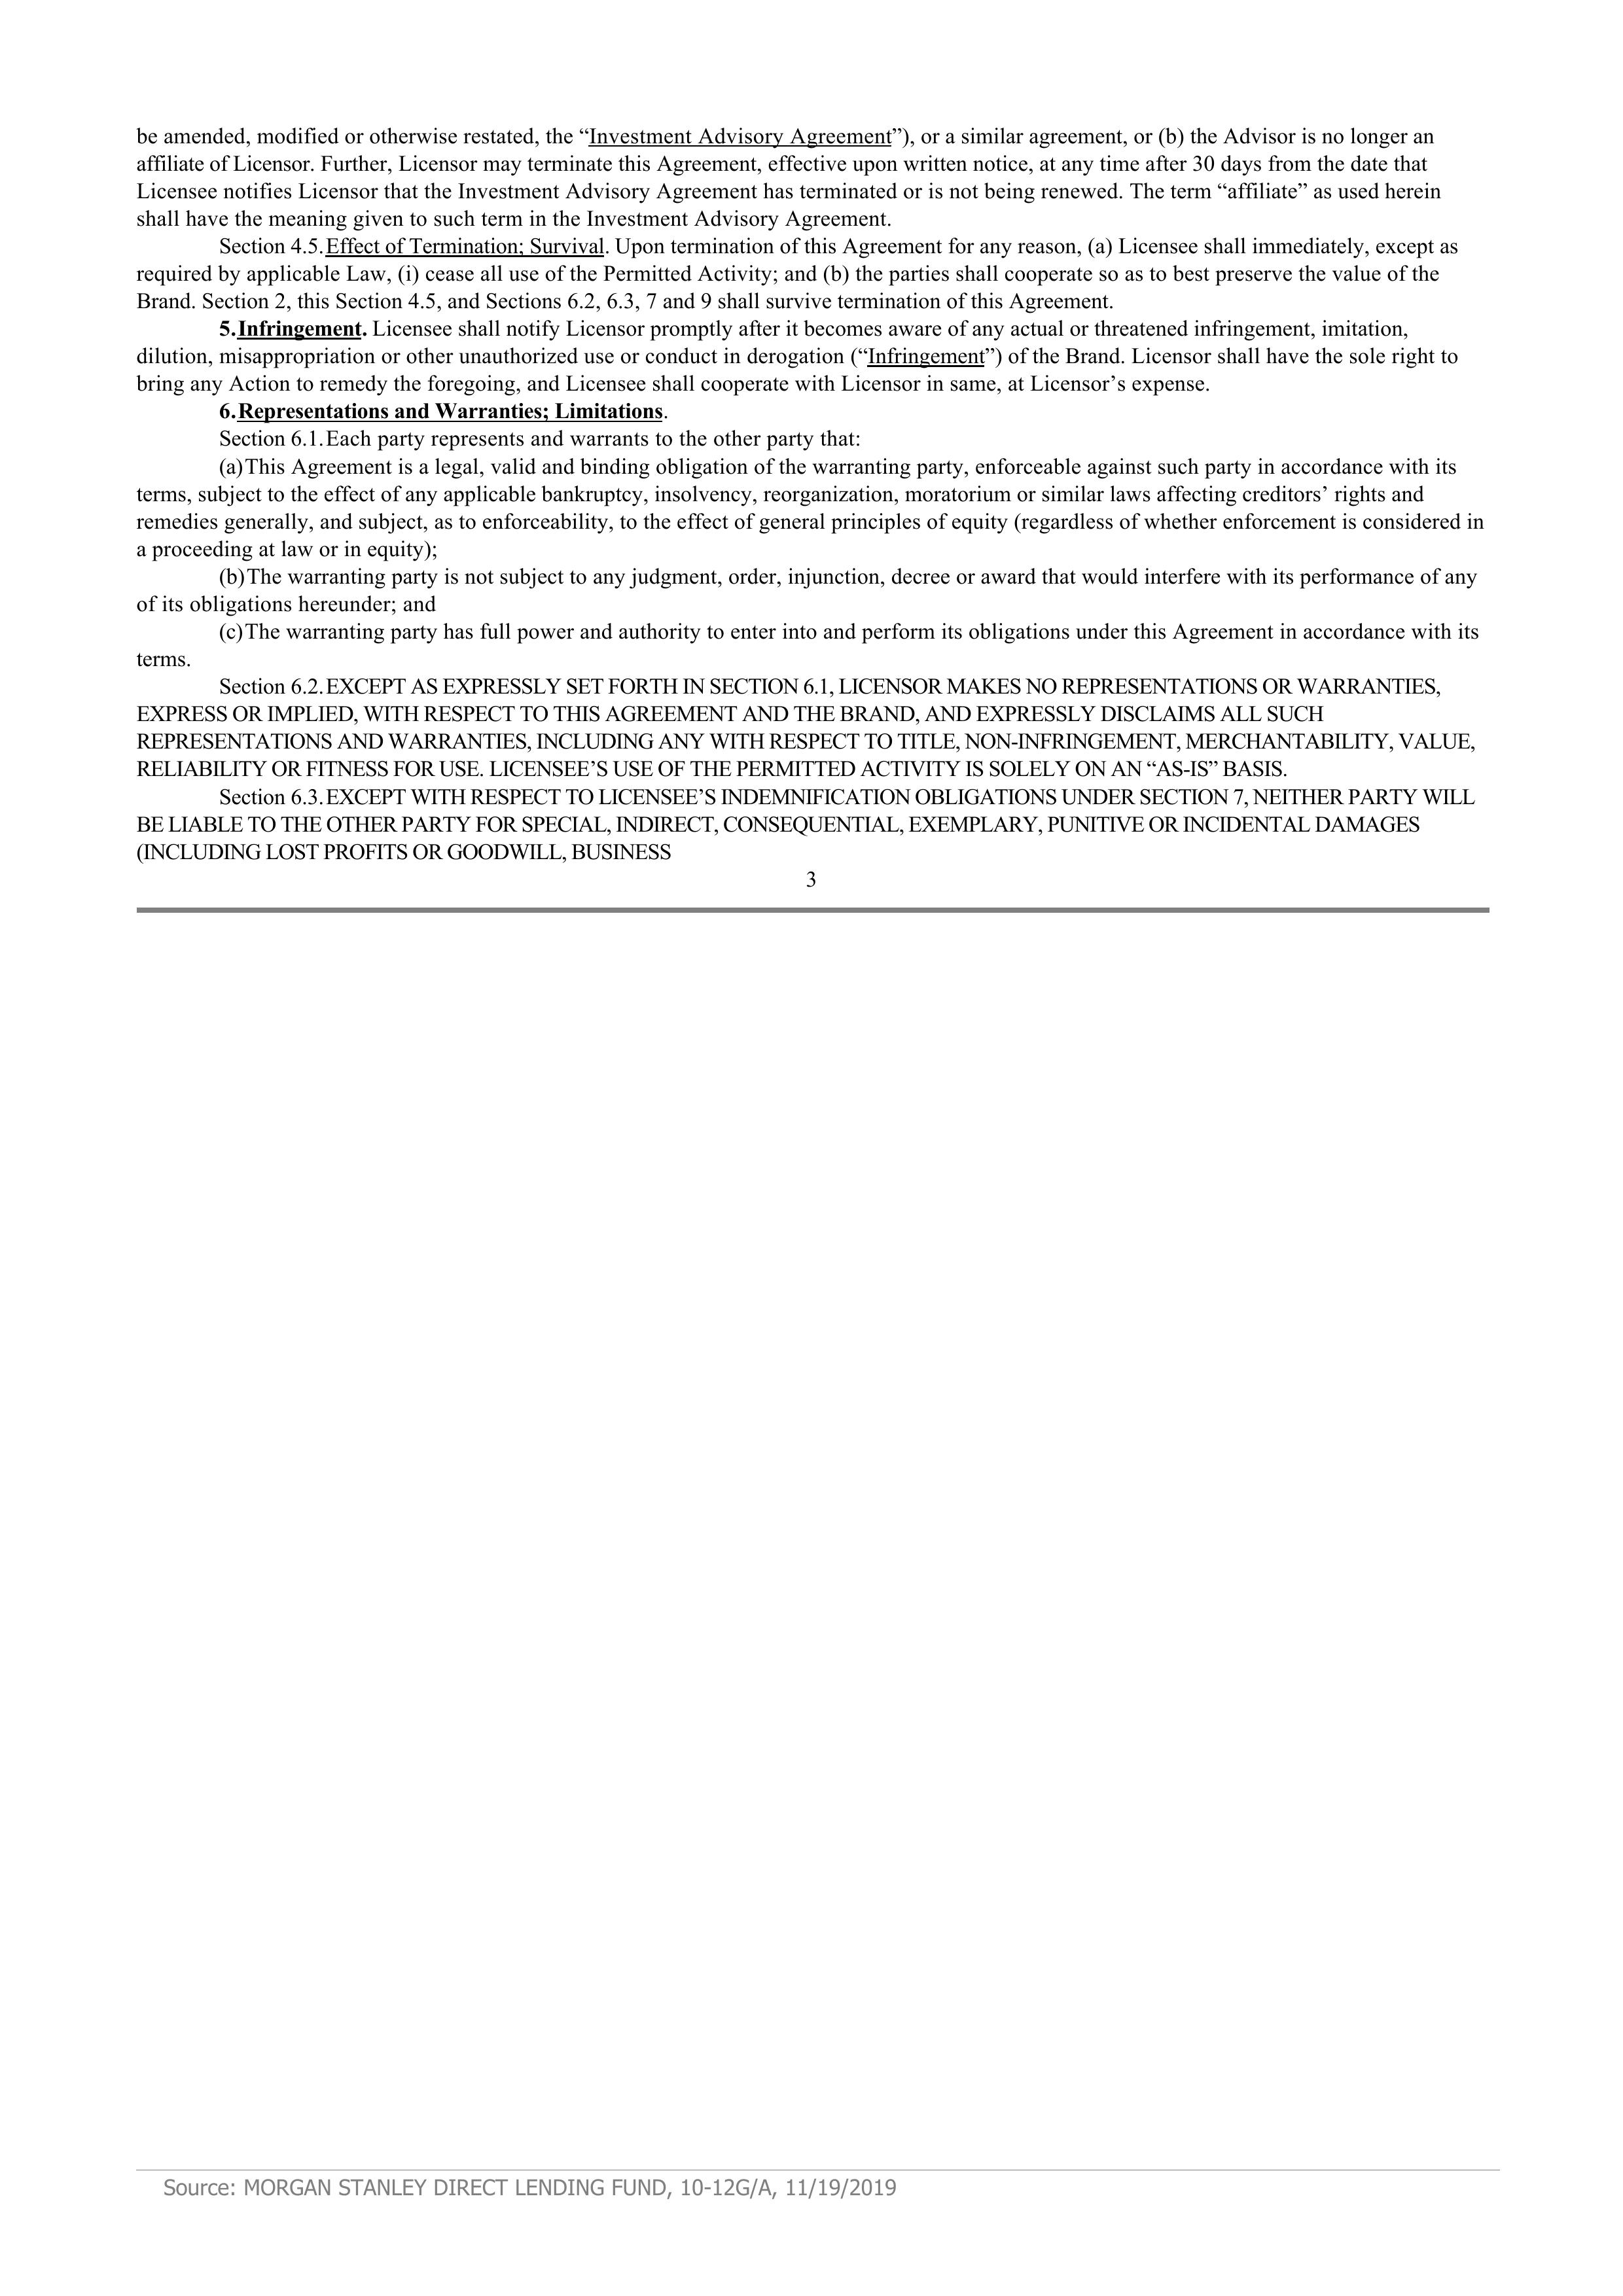 be amended, modified or otherwise restated, the “Investment Advisory Agreement”), or a similar agreement, or (b) the Advisor is no longer an
affiliate of Licensor. Further, Licensor may terminate this Agreement, effective upon written notice, at any time after 30 days from the date that
Licensee notifies Licensor that the Investment Advisory Agreement has terminated or is not being renewed. The term “affiliate” as used herein
shall have the meaning given to such term in the Investment Advisory Agreement.
Section 4.5. Effect of Termination; Survival. Upon termination of this Agreement for any reason, (a) Licensee shall immediately, except as
required by applicable Law, (i) cease all use of the Permitted Activity; and (b) the parties shall cooperate so as to best preserve the value of the
Brand. Section 2, this Section 4.5, and Sections 6.2, 6.3, 7 and 9 shall survive termination of this Agreement.
5. Infringement. Licensee shall notify Licensor promptly after it becomes aware of any actual or threatened infringement, imitation,
dilution, misappropriation or other unauthorized use or conduct in derogation (“Infringement”) of the Brand. Licensor shall have the sole right to
bring any Action to remedy the foregoing, and Licensee shall cooperate with Licensor in same, at Licensor’s expense.
6. Representations and Warranties; Limitations.
Section 6.1. Each party represents and warrants to the other party that:
(a) This Agreement is a legal, valid and binding obligation of the warranting party, enforceable against such party in accordance with its
terms, subject to the effect of any applicable bankruptcy, insolvency, reorganization, moratorium or similar laws affecting creditors’ rights and
remedies generally, and subject, as to enforceability, to the effect of general principles of equity (regardless of whether enforcement is considered in
a proceeding at law or in equity);
(b) The warranting party is not subject to any judgment, order, injunction, decree or award that would interfere with its performance of any
of its obligations hereunder; and
(c) The warranting party has full power and authority to enter into and perform its obligations under this Agreement in accordance with its
terms.
Section 6.2. EXCEPT AS EXPRESSLY SET FORTH IN SECTION 6.1, LICENSOR MAKES NO REPRESENTATIONS OR WARRANTIES,
EXPRESS OR IMPLIED, WITH RESPECT TO THIS AGREEMENT AND THE BRAND, AND EXPRESSLY DISCLAIMS ALL SUCH
REPRESENTATIONS AND WARRANTIES, INCLUDING ANY WITH RESPECT TO TITLE, NON-INFRINGEMENT, MERCHANTABILITY, VALUE,
RELIABILITY OR FITNESS FOR USE. LICENSEE’S USE OF THE PERMITTED ACTIVITY IS SOLELY ON AN “AS-IS” BASIS.
Section 6.3. EXCEPT WITH RESPECT TO LICENSEE’S INDEMNIFICATION OBLIGATIONS UNDER SECTION 7, NEITHER PARTY WILL
BE LIABLE TO THE OTHER PARTY FOR SPECIAL, INDIRECT, CONSEQUENTIAL, EXEMPLARY, PUNITIVE OR INCIDENTAL DAMAGES
(INCLUDING LOST PROFITS OR GOODWILL, BUSINESS
3
Source: MORGAN STANLEY DIRECT LENDING FUND, 10-12G/A, 11/19/2019